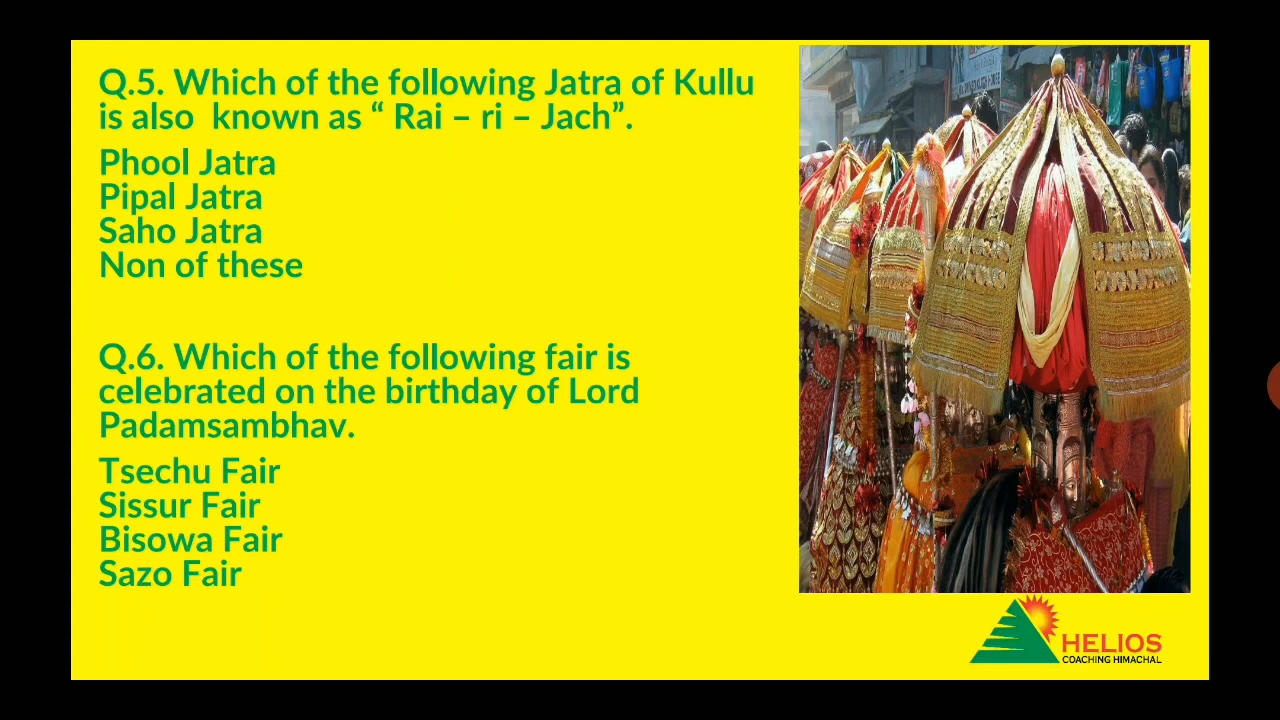 Q.5. Which of the following Jatra of Kullu
is also  known as “ Rai – ri – Jach”.
Phool Jatra
Pipal Jatra
Saho Jatra
Non of these
Q.6. Which of the following fair is
celebrated on the birthday of Lord
Padamsambhav.
Tsechu Fair
Sissur Fair
Bisowa Fair
Sazo Fair
HELIOS
COACHING HIMACHAL